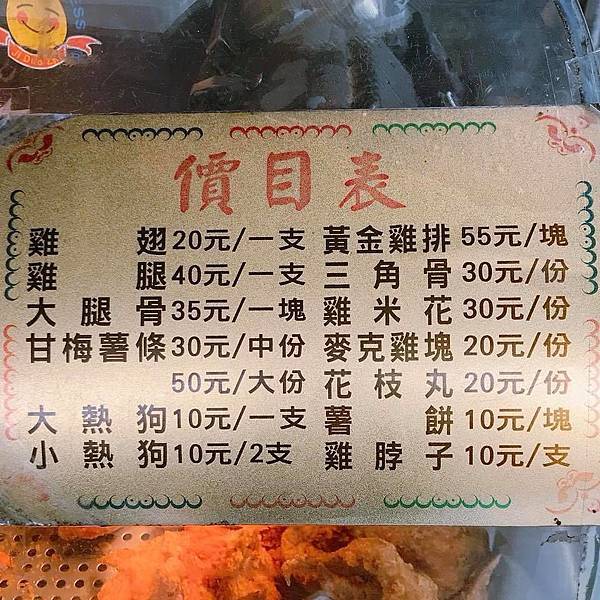 價目表
雞翅20元/一支
雞腿40元/一支
大腿骨35元/一塊
甘梅薯條30元/中份
50元/大份
大熱狗10元/一支
小熱狗10元/2支
黃金雞排55元/塊
三角骨30元/份
雞米花30元/份
麥克雞塊20元/份
花枝丸20元/份
薯餅10元/塊
雞脖子10元/支